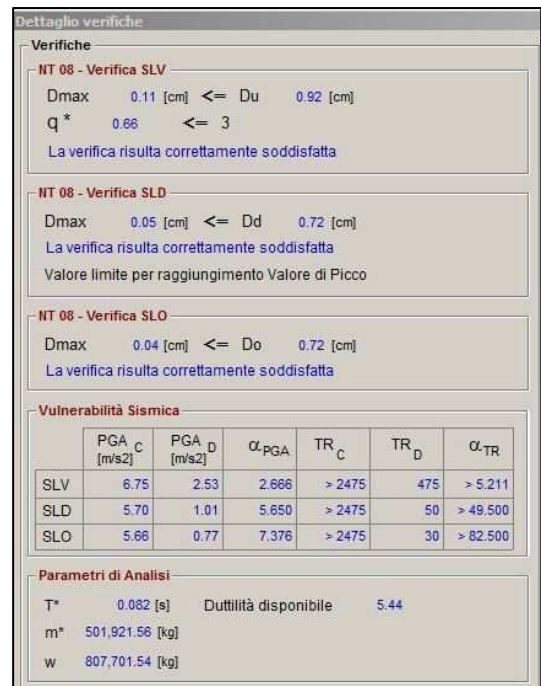 Dettaglio verifiche
Verifiche
NT 08 - Verifica SLV
Dmax 0.11 [cm] <= Du 0.92 [cm]
q * 0.66 <= 3
La verifica risulta correttamente soddisfatta
NT 08 - Verifica SLD
Dmax 0.05 [cm] <= Dd 0.72 [cm]
La verifica risulta correttamente soddisfatta
Valore limite per raggiungimento Valore di Picco
NT 08 - Verifica SLO
Dmax 0.04 [cm] <= Do 0.72 [cm]
La verifica risulta correttamente soddisfatta
Vulnerabilità Sismica
PGA C [m/s2] PGA D [m/s2] α PGA TR C TR D α TR
SLV 6.75 2.53 2.666 > 2475 475 > 5.211
SLD 5.70 1.01 5.650 > 2475 50 > 49.500
SLO 5.66 0.77 7.376 > 2475 30 > 82.500
Parametri di Analisi
T* 0.082 [s] Duttilità disponibile 5.44
m* 501,921.56 [kg]
w 807,701.54 [kg]